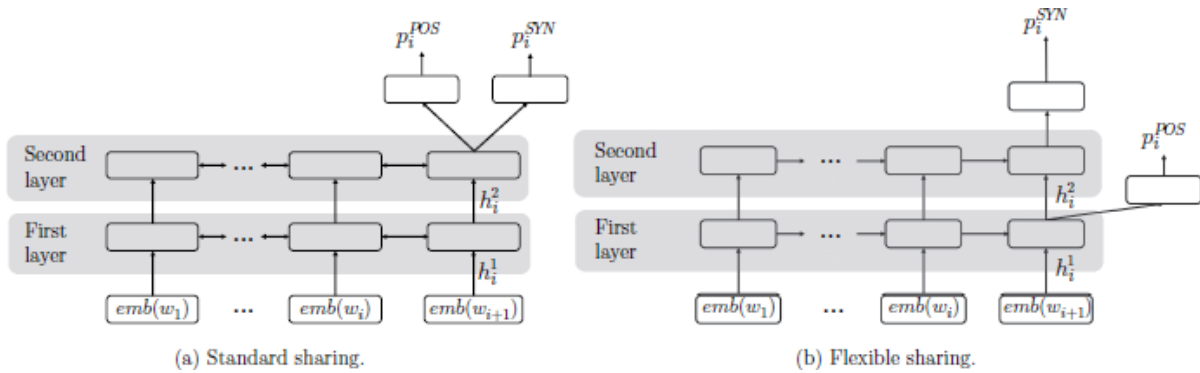 p_i^{POS} p_i^{SYN}
Second
layer
...
h_i^2
First
layer
...
h_i^1
emb(w_1) ... emb(w_i) emb(w_{i+1})
(a) Standard sharing.
p_i^{SYN}
p_i^{POS}
Second
layer
...
h_i^2
First
layer
...
h_i^1
emb(w_1) ... emb(w_i) emb(w_{i+1})
(b) Flexible sharing.